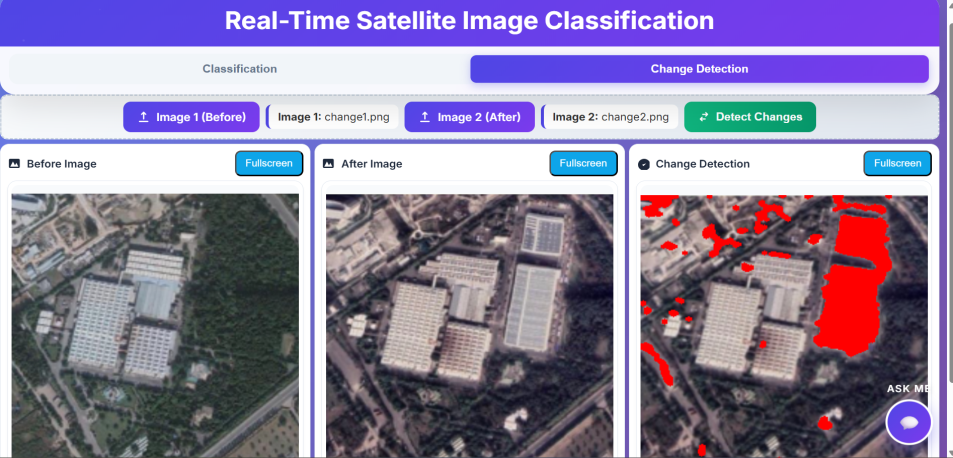 Real-Time Satellite Image Classification
Classification
Change Detection
Image 1 (Before)
Image 1: change1.png
Image 2 (After)
Image 2: change2.png
Detect Changes
Before Image
Fullscreen
After Image
Fullscreen
Change Detection
Fullscreen
ASK ME